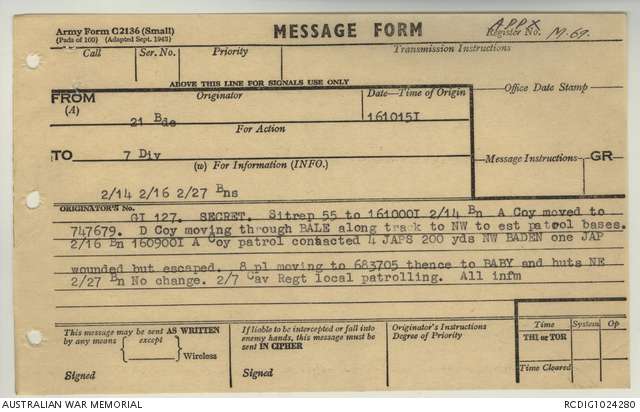 Army Form C2136 (Small)
(Pads of 100) (Adapted Sept. 1943)
MESSAGE FORM
APPX
Register No. M.69.
Call Ser. No. Priority Transmission Instructions
ABOVE THIS LINE FOR SIGNALS USE ONLY
FROM
(A)
Originator
Date—Time of Origin
Office Date Stamp—
21 Bde
161015I
For Action
TO
7 Div
(w) For Information (INFO.)
Message Instructions GR
2/14 2/16 2/27 Bns
ORIGINATOR'S No.
GI 127. SECRET. Sitrep 55 to 161000I 2/14 Bn A Coy moved to
747679. D Coy moving through BALE along track to NW to est patrol bases.
2/16 Bn 160900I A Coy patrol contacted 4 JAPS 200 yds NW BADEN one JAP
wounded but escaped. 8 pl moving to 683705 thence to BABY and huts NE
2/27 Bn No change. 2/7 Cav Regt local patrolling. All infm
This message may be sent AS WRITTEN
by any means except
Wireless
Signed
If liable to be intercepted or fall into
enemy hands, this message must be
sent IN CIPHER
Signed
Originator's Instructions
Degree of Priority
Time System Op
THI or TOR
Time Cleared
AUSTRALIAN WAR MEMORIAL
RCDIG1024280